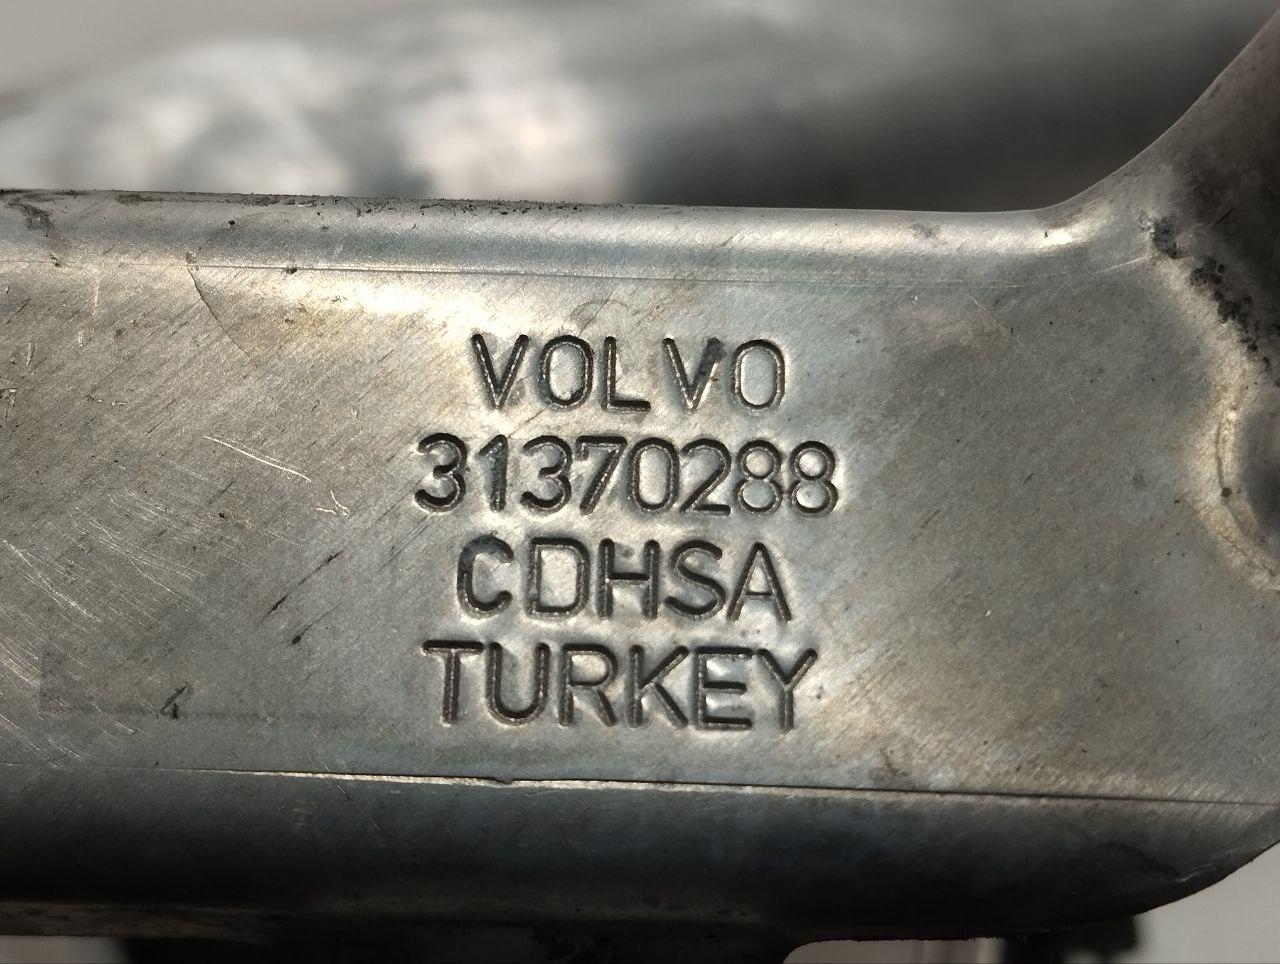 VOLVO
31370288
CDHSA
TURKEY